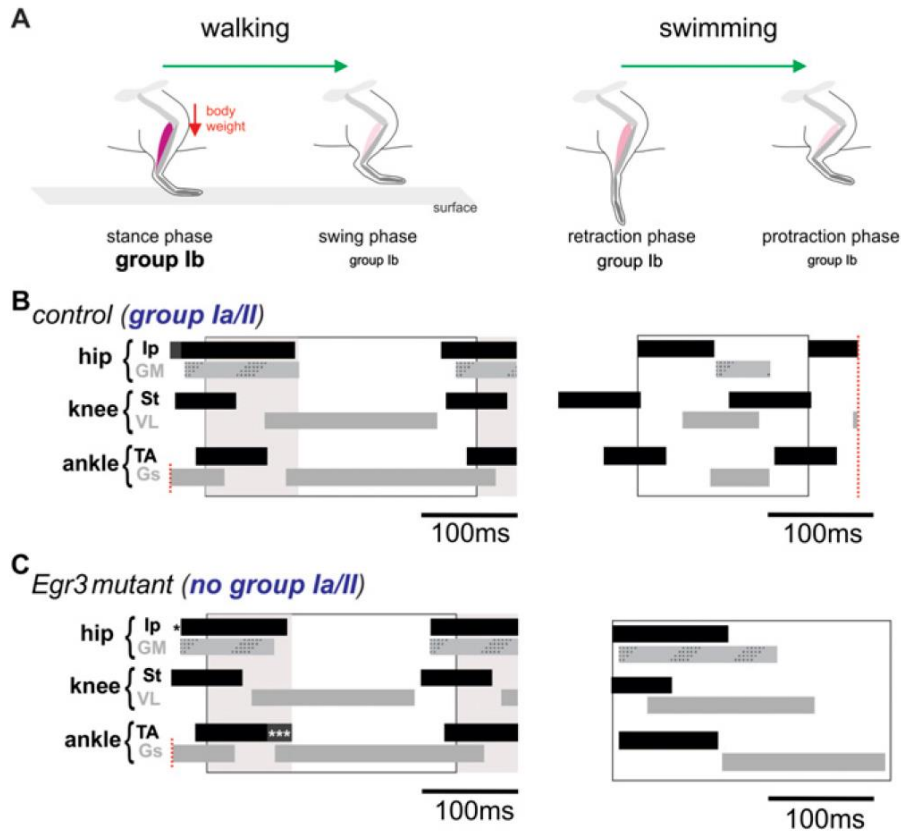 A
walking
swimming
body
weight
surface
stance phase
group Ib
swing phase
group Ib
retraction phase
group Ib
protraction phase
group Ib
B
control (group Ia/II)
hip { Ip
GM
knee { St
VL
ankle { TA
Gs
100ms
100ms
C
Egr3 mutant (no group Ia/II)
hip { Ip *
GM
knee { St
VL
ankle { TA ***
Gs
100ms
100ms